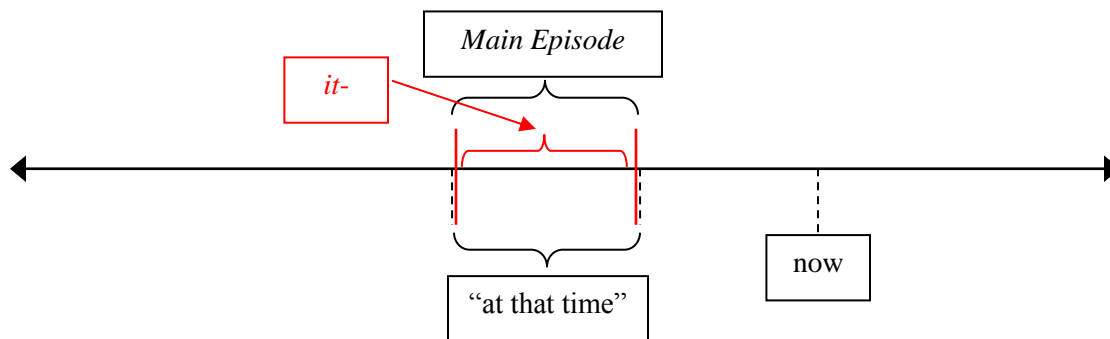 Main Episode
it-
now
“at that time”